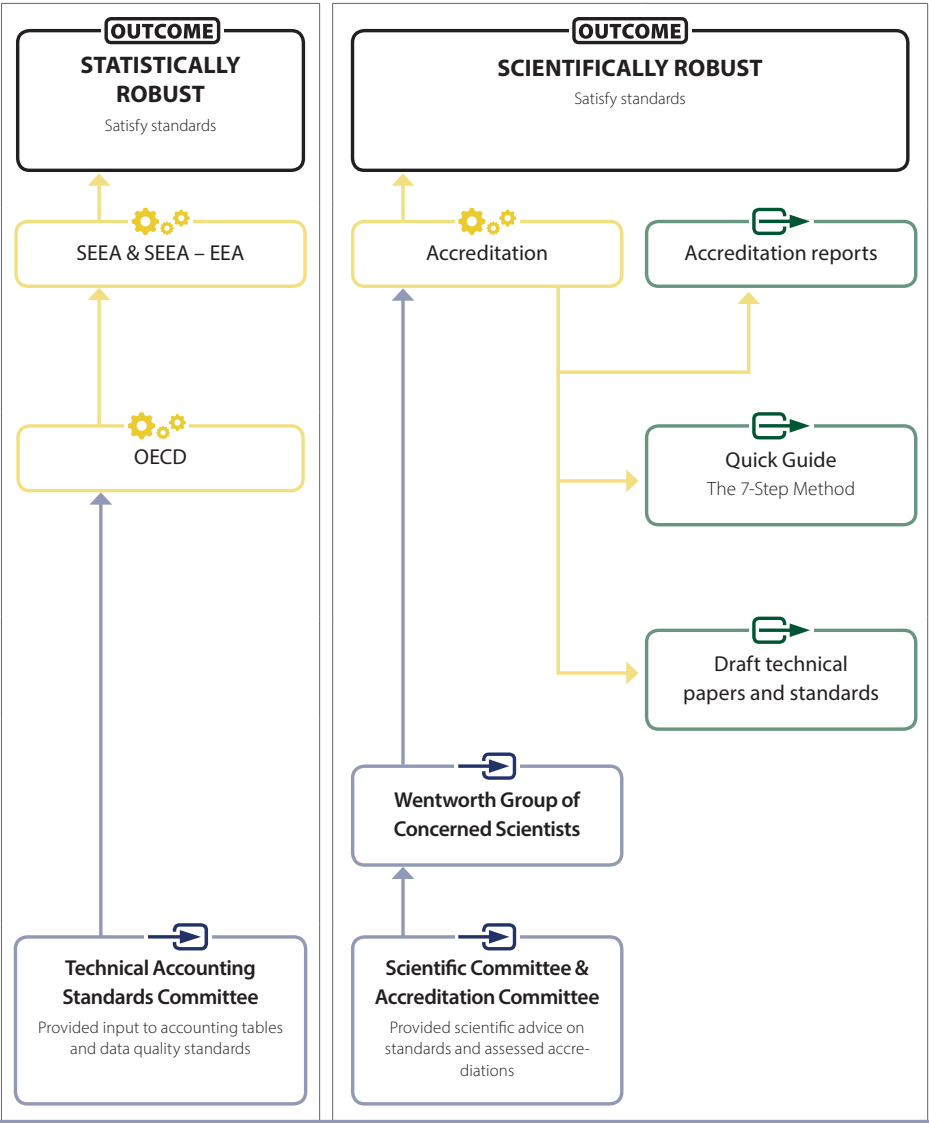 OUTCOME
STATISTICALLY
ROBUST
Satisfy standards
SEEA & SEEA – EEA
OECD
Technical Accounting
Standards Committee
Provided input to accounting tables
and data quality standards
OUTCOME
SCIENTIFICALLY ROBUST
Satisfy standards
Accreditation
Accreditation reports
Quick Guide
The 7-Step Method
Draft technical
papers and standards
Wentworth Group of
Concerned Scientists
Scientific Committee &
Accreditation Committee
Provided scientific advice on
standards and assessed accre-
diations